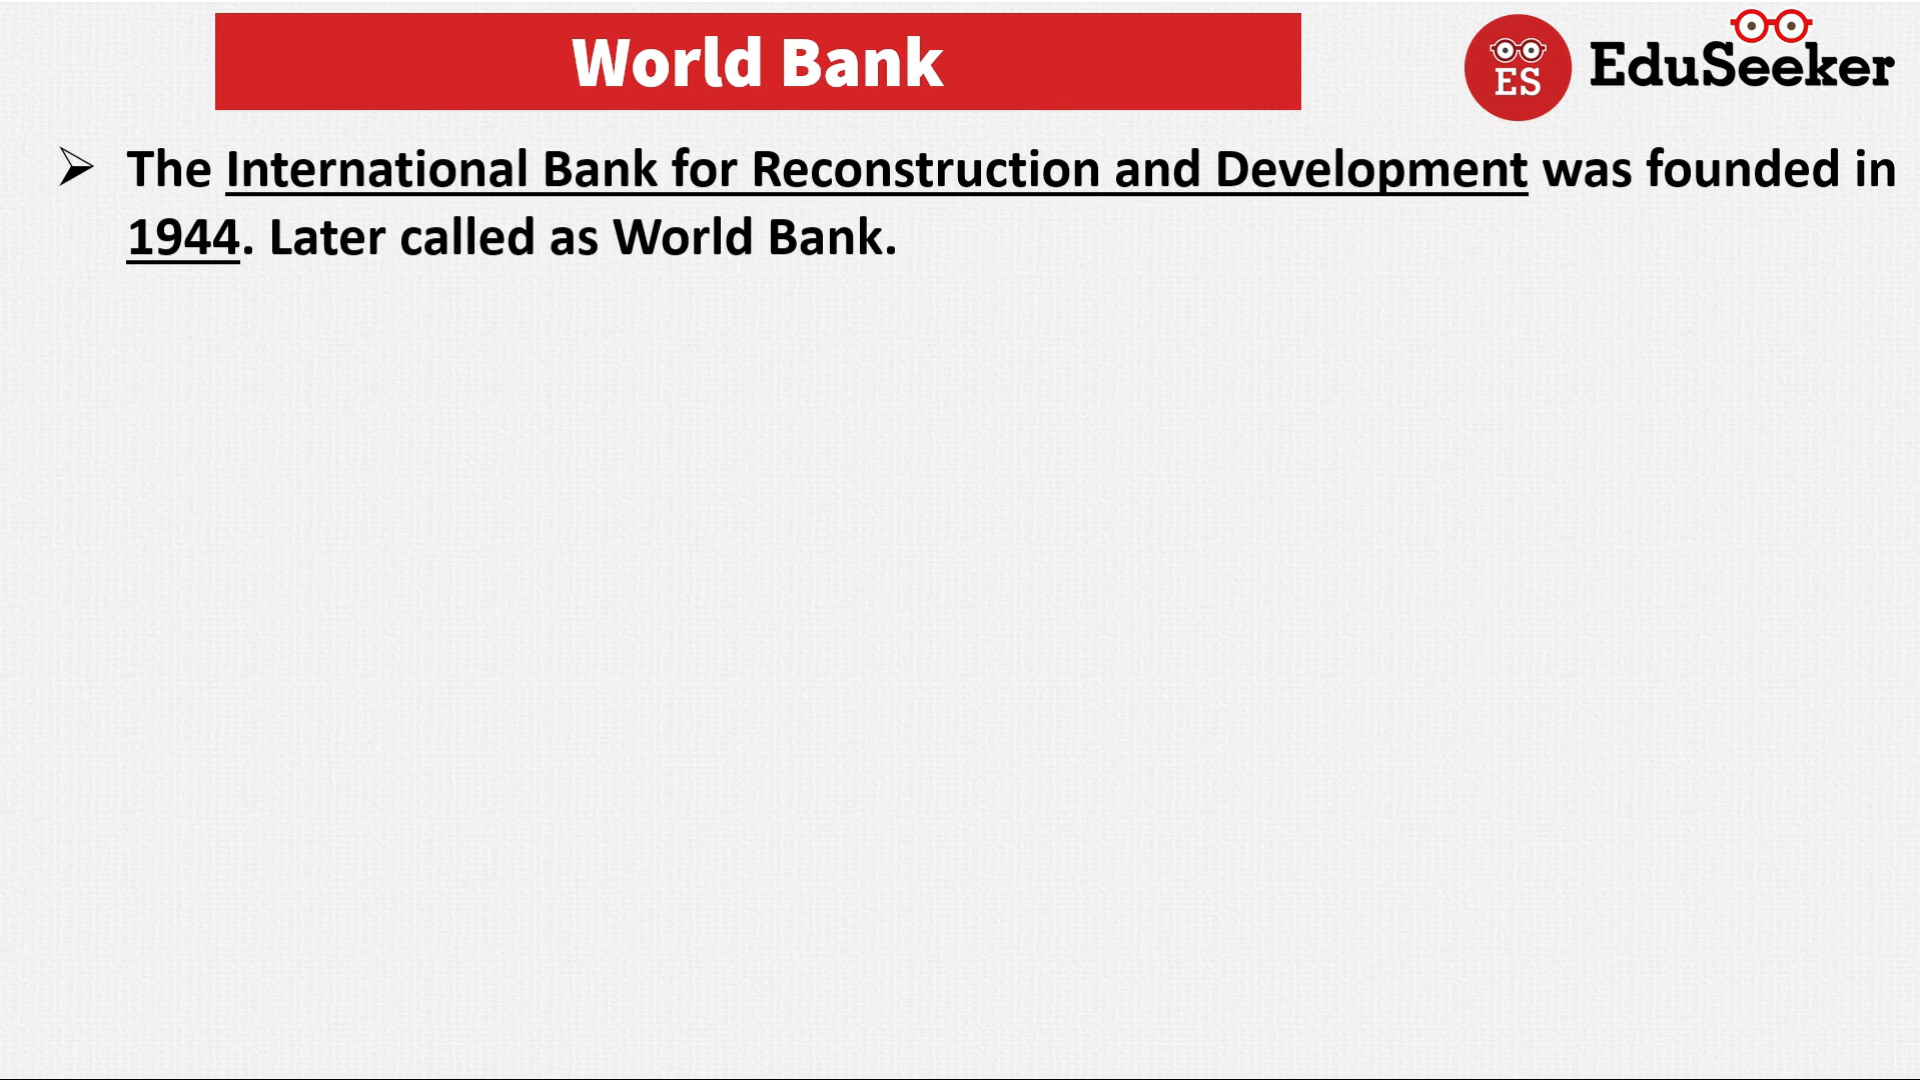 World Bank
ES
EduSeeker
The International Bank for Reconstruction and Development was founded in
1944. Later called as World Bank.